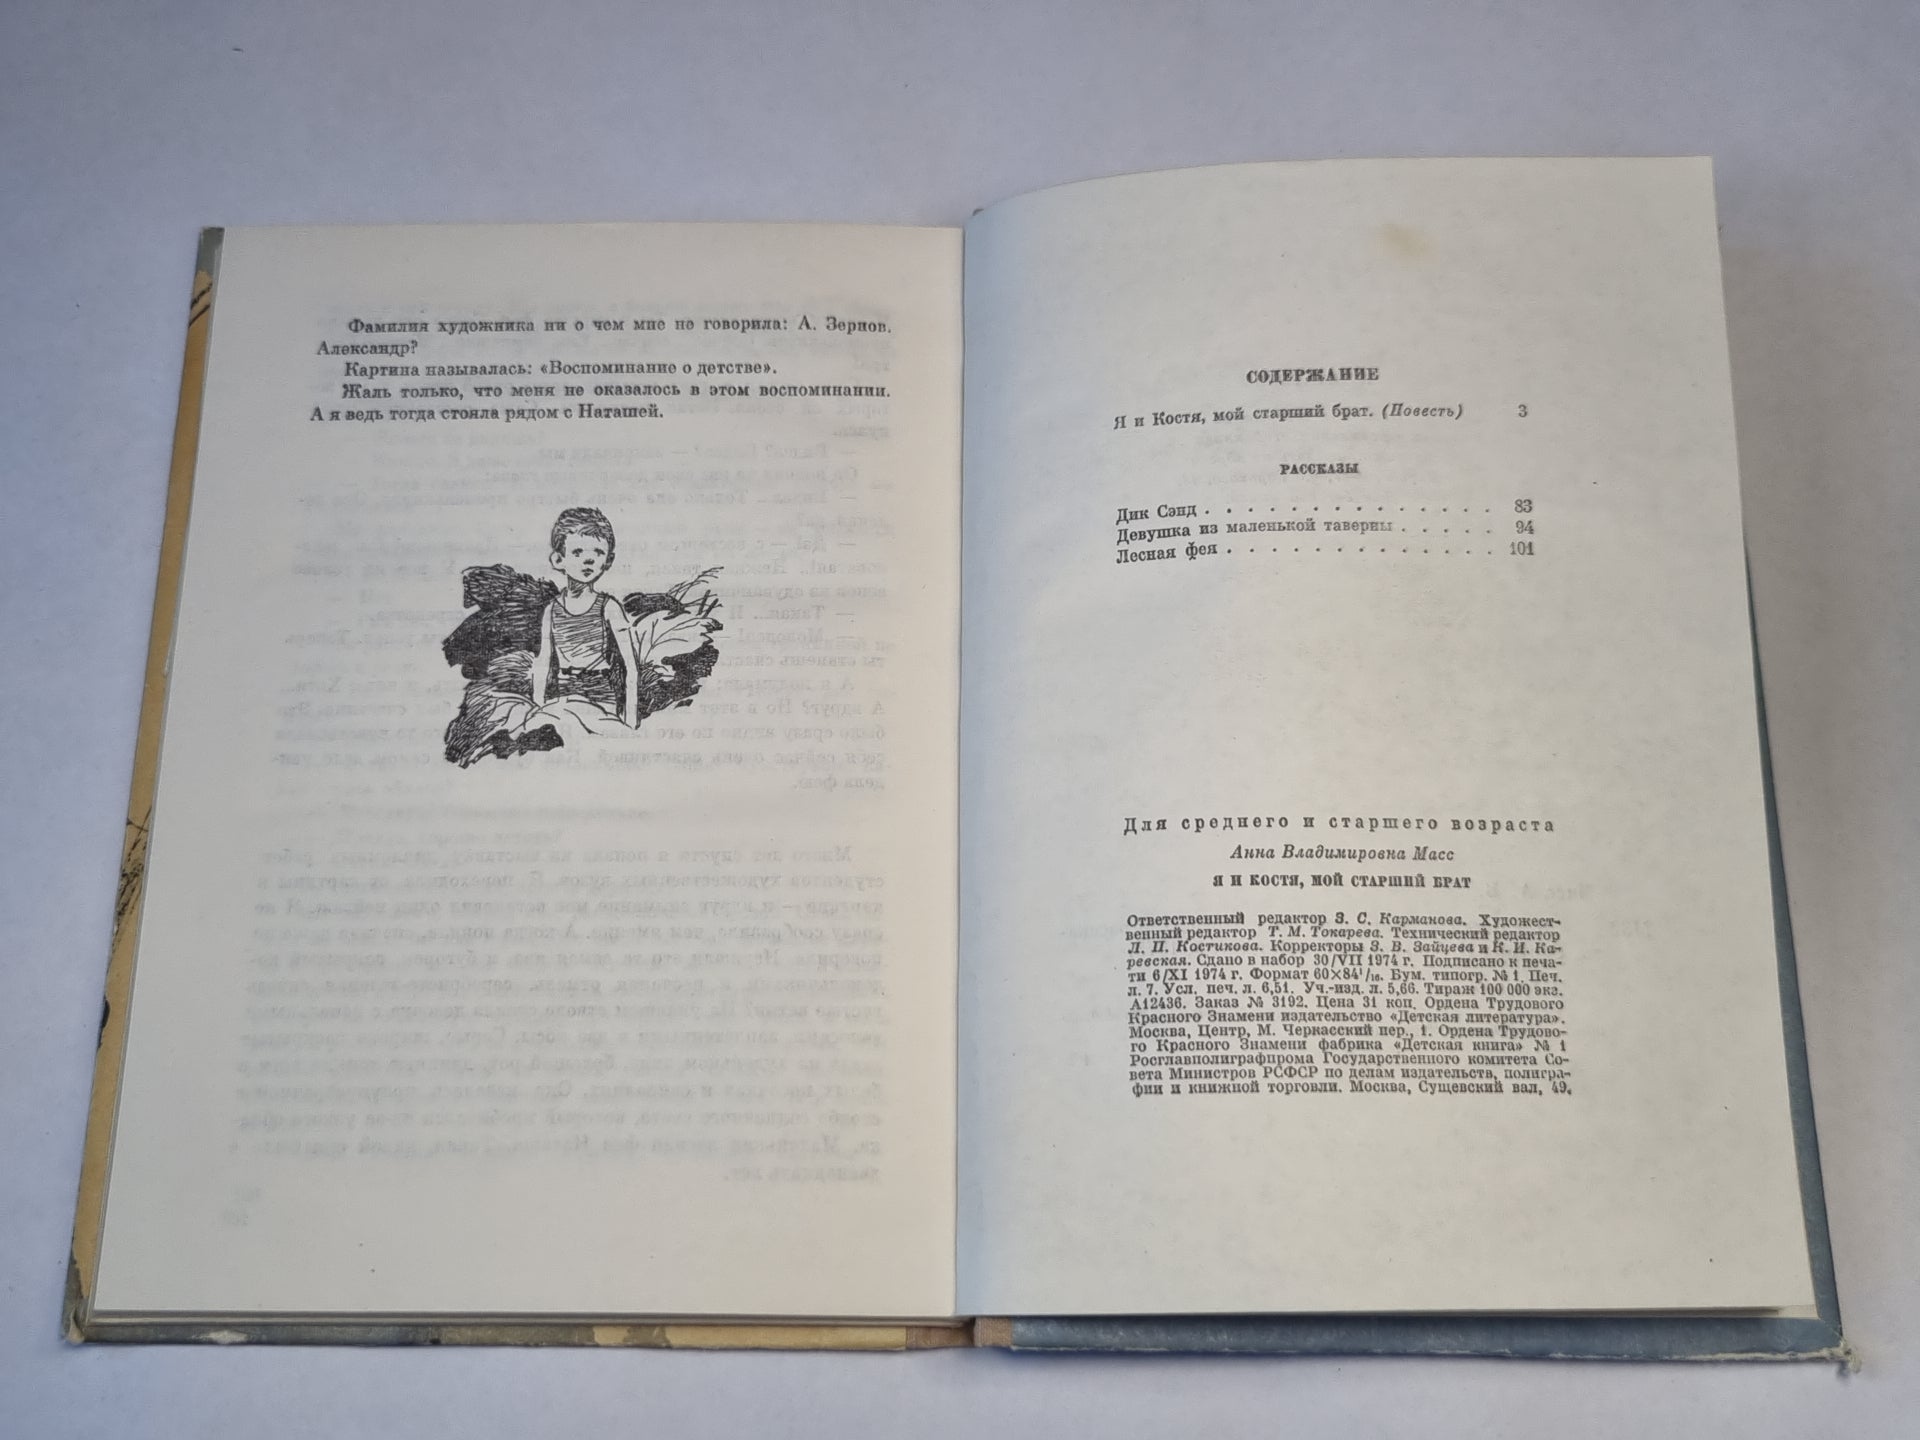 Фамилия художника ни о чем мне не говорила: А. Зернов.
Александр?
Картина называлась: «Воспоминание о детстве».
Жаль только, что меня не оказалось в этом воспоминании.
А я ведь тогда стояла рядом с Наташей.
СОДЕРЖАНИЕ
Я и Костя, мой старший брат. (Повесть) 3
РАССКАЗЫ
Дик Сэнд . . . . . . . . . . . . . . 83
Девушка из маленькой таверны . . . . . 94
Лесная фея . . . . . . . . . . . . . 101
Для среднего и старшего возраста
Анна Владимировна Масс
Я И КОСТЯ, МОЙ СТАРШИЙ БРАТ
Ответственный редактор З. С. Карманова. Художест-
венный редактор Т. М. Токарева. Технический редактор
Л. П. Костикова. Корректоры З. В. Зайцева и К. И. Ка-
ревская. Сдано в набор 30/VII 1974 г. Подписано к печа-
ти 6/XI 1974 г. Формат 60×84¹/₁₆. Бум. типогр. № 1. Печ.
л. 7. Усл. печ. л. 6,51. Уч.-изд. л. 5,66. Тираж 100 000 экз.
А12436. Заказ № 3192. Цена 31 коп. Ордена Трудового
Красного Знамени издательство «Детская литература».
Москва, Центр, М. Черкасский пер., 1. Ордена Трудово-
го Красного Знамени фабрика «Детская книга» № 1
Росглавполиграфпрома Государственного комитета Со-
вета Министров РСФСР по делам издательств, полигра-
фии и книжной торговли. Москва, Сущевский вал, 49.